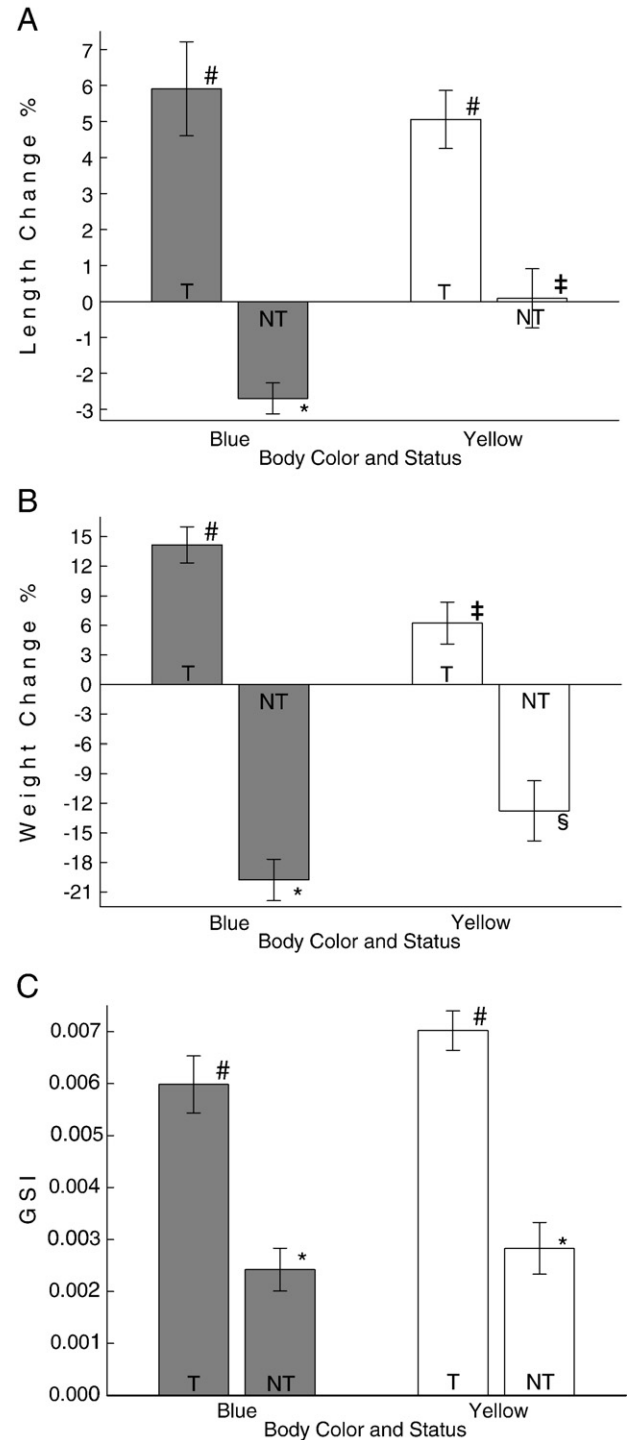 A
Length Change %
7
6
5
4
3
2
1
0
-1
-2
-3
# #
T T
‡
NT NT
*
Blue Yellow
Body Color and Status
B
Weight Change %
15
12
9
6
3
0
-3
-6
-9
-12
-15
-18
-21
#
‡
T T
NT NT
§
*
Blue Yellow
Body Color and Status
C
GSI
0.007
0.006
0.005
0.004
0.003
0.002
0.001
0.000
#
#
* *
T NT T NT
Blue Yellow
Body Color and Status